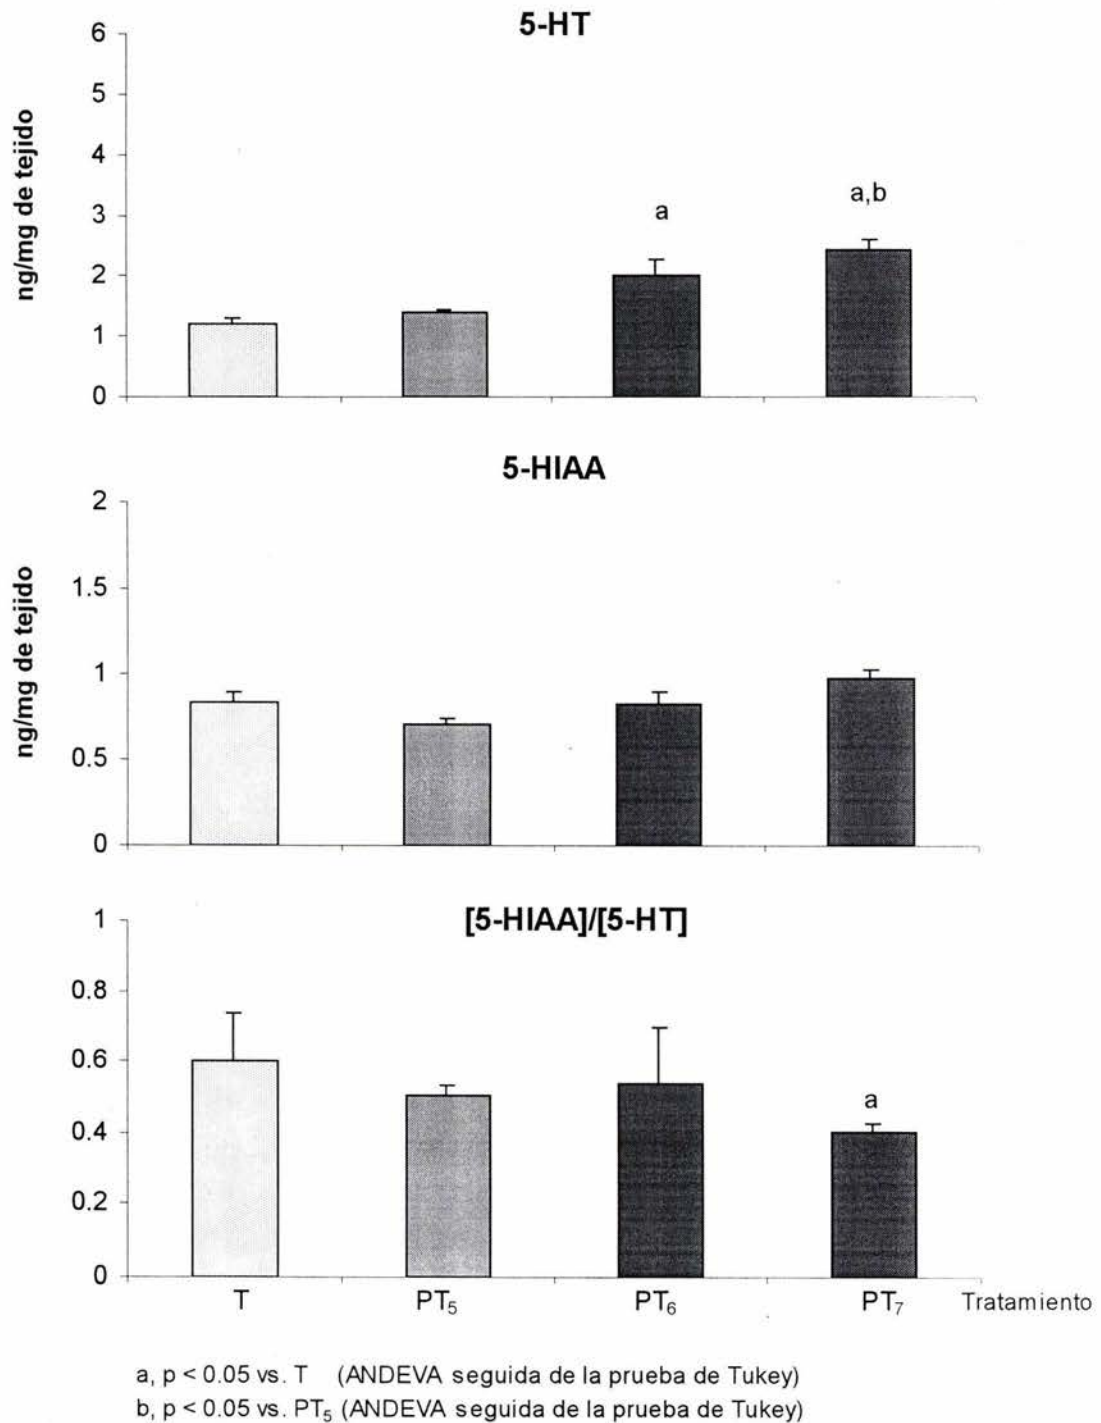 5-HT
6
5
4
3
2
1
0
ng/mg de tejido
a
a,b
5-HIAA
2
1.5
1
0.5
0
ng/mg de tejido
[5-HIAA]/[5-HT]
1
0.8
0.6
0.4
0.2
0
a
T PT₅ PT₆ PT₇ Tratamiento
a, p < 0.05 vs. T (ANDEVA seguida de la prueba de Tukey)
b, p < 0.05 vs. PT₅ (ANDEVA seguida de la prueba de Tukey)